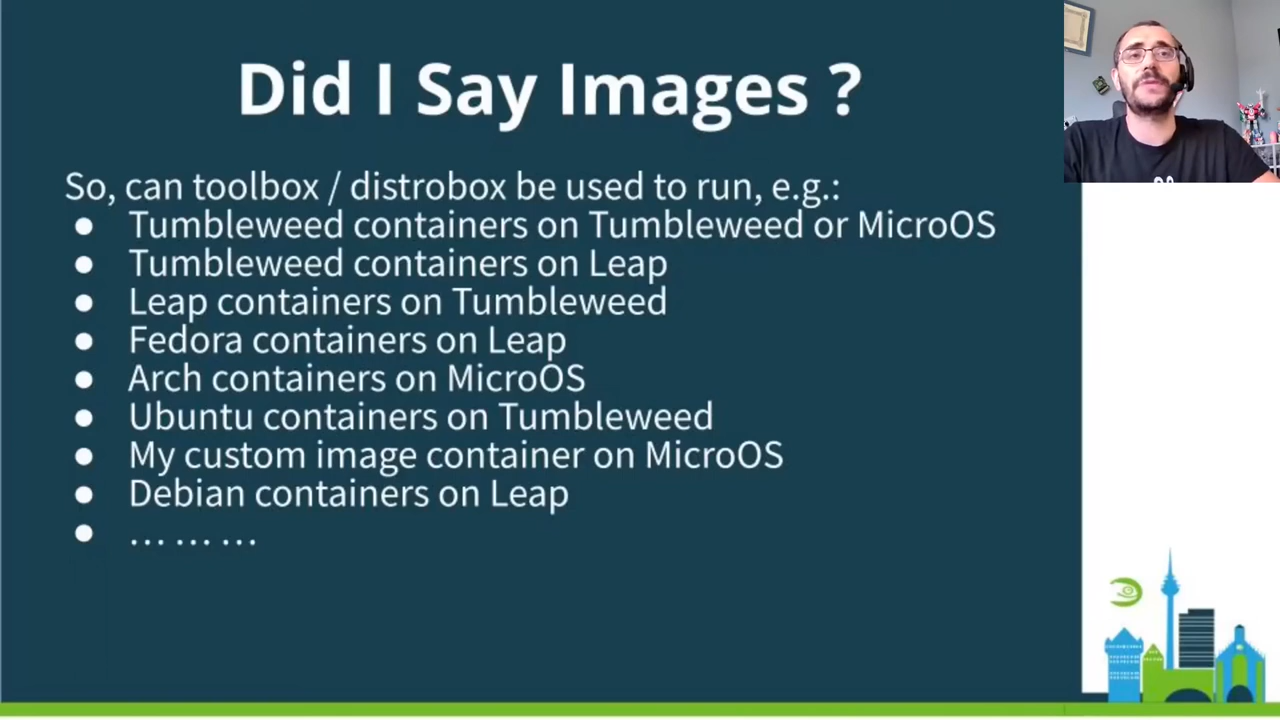 Did I Say Images ?
So, can toolbox / distrobox be used to run, e.g.:
● Tumbleweed containers on Tumbleweed or MicroOS
● Tumbleweed containers on Leap
● Leap containers on Tumbleweed
● Fedora containers on Leap
● Arch containers on MicroOS
● Ubuntu containers on Tumbleweed
● My custom image container on MicroOS
● Debian containers on Leap
● … … …